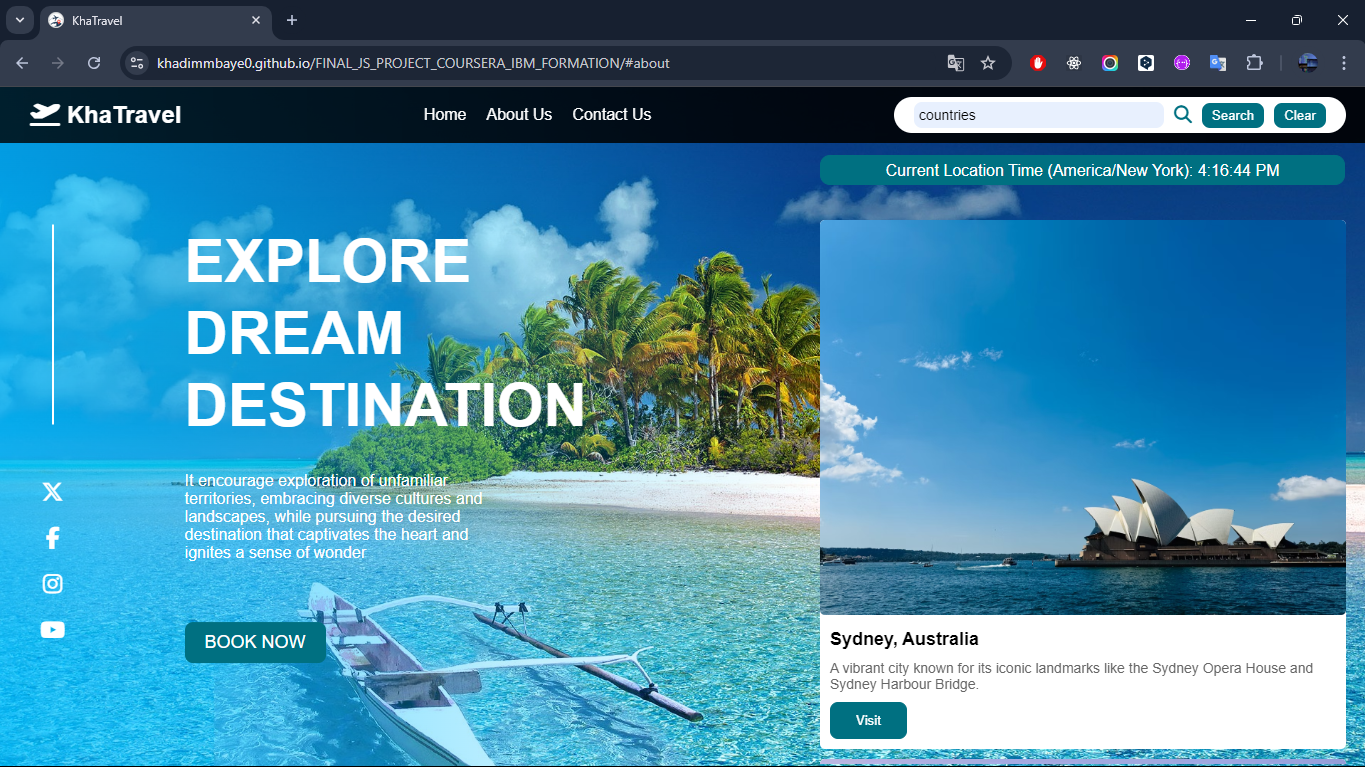 KhaTravel
khadimmbaye0.github.io/FINAL_JS_PROJECT_COURSERA_IBM_FORMATION/#about
KhaTravel
Home About Us Contact Us
countries
Search Clear
Current Location Time (America/New York): 4:16:44 PM
EXPLORE
DREAM
DESTINATION
It encourage exploration of unfamiliar
territories, embracing diverse cultures and
landscapes, while pursuing the desired
destination that captivates the heart and
ignites a sense of wonder
BOOK NOW
Sydney, Australia
A vibrant city known for its iconic landmarks like the Sydney Opera House and
Sydney Harbour Bridge.
Visit